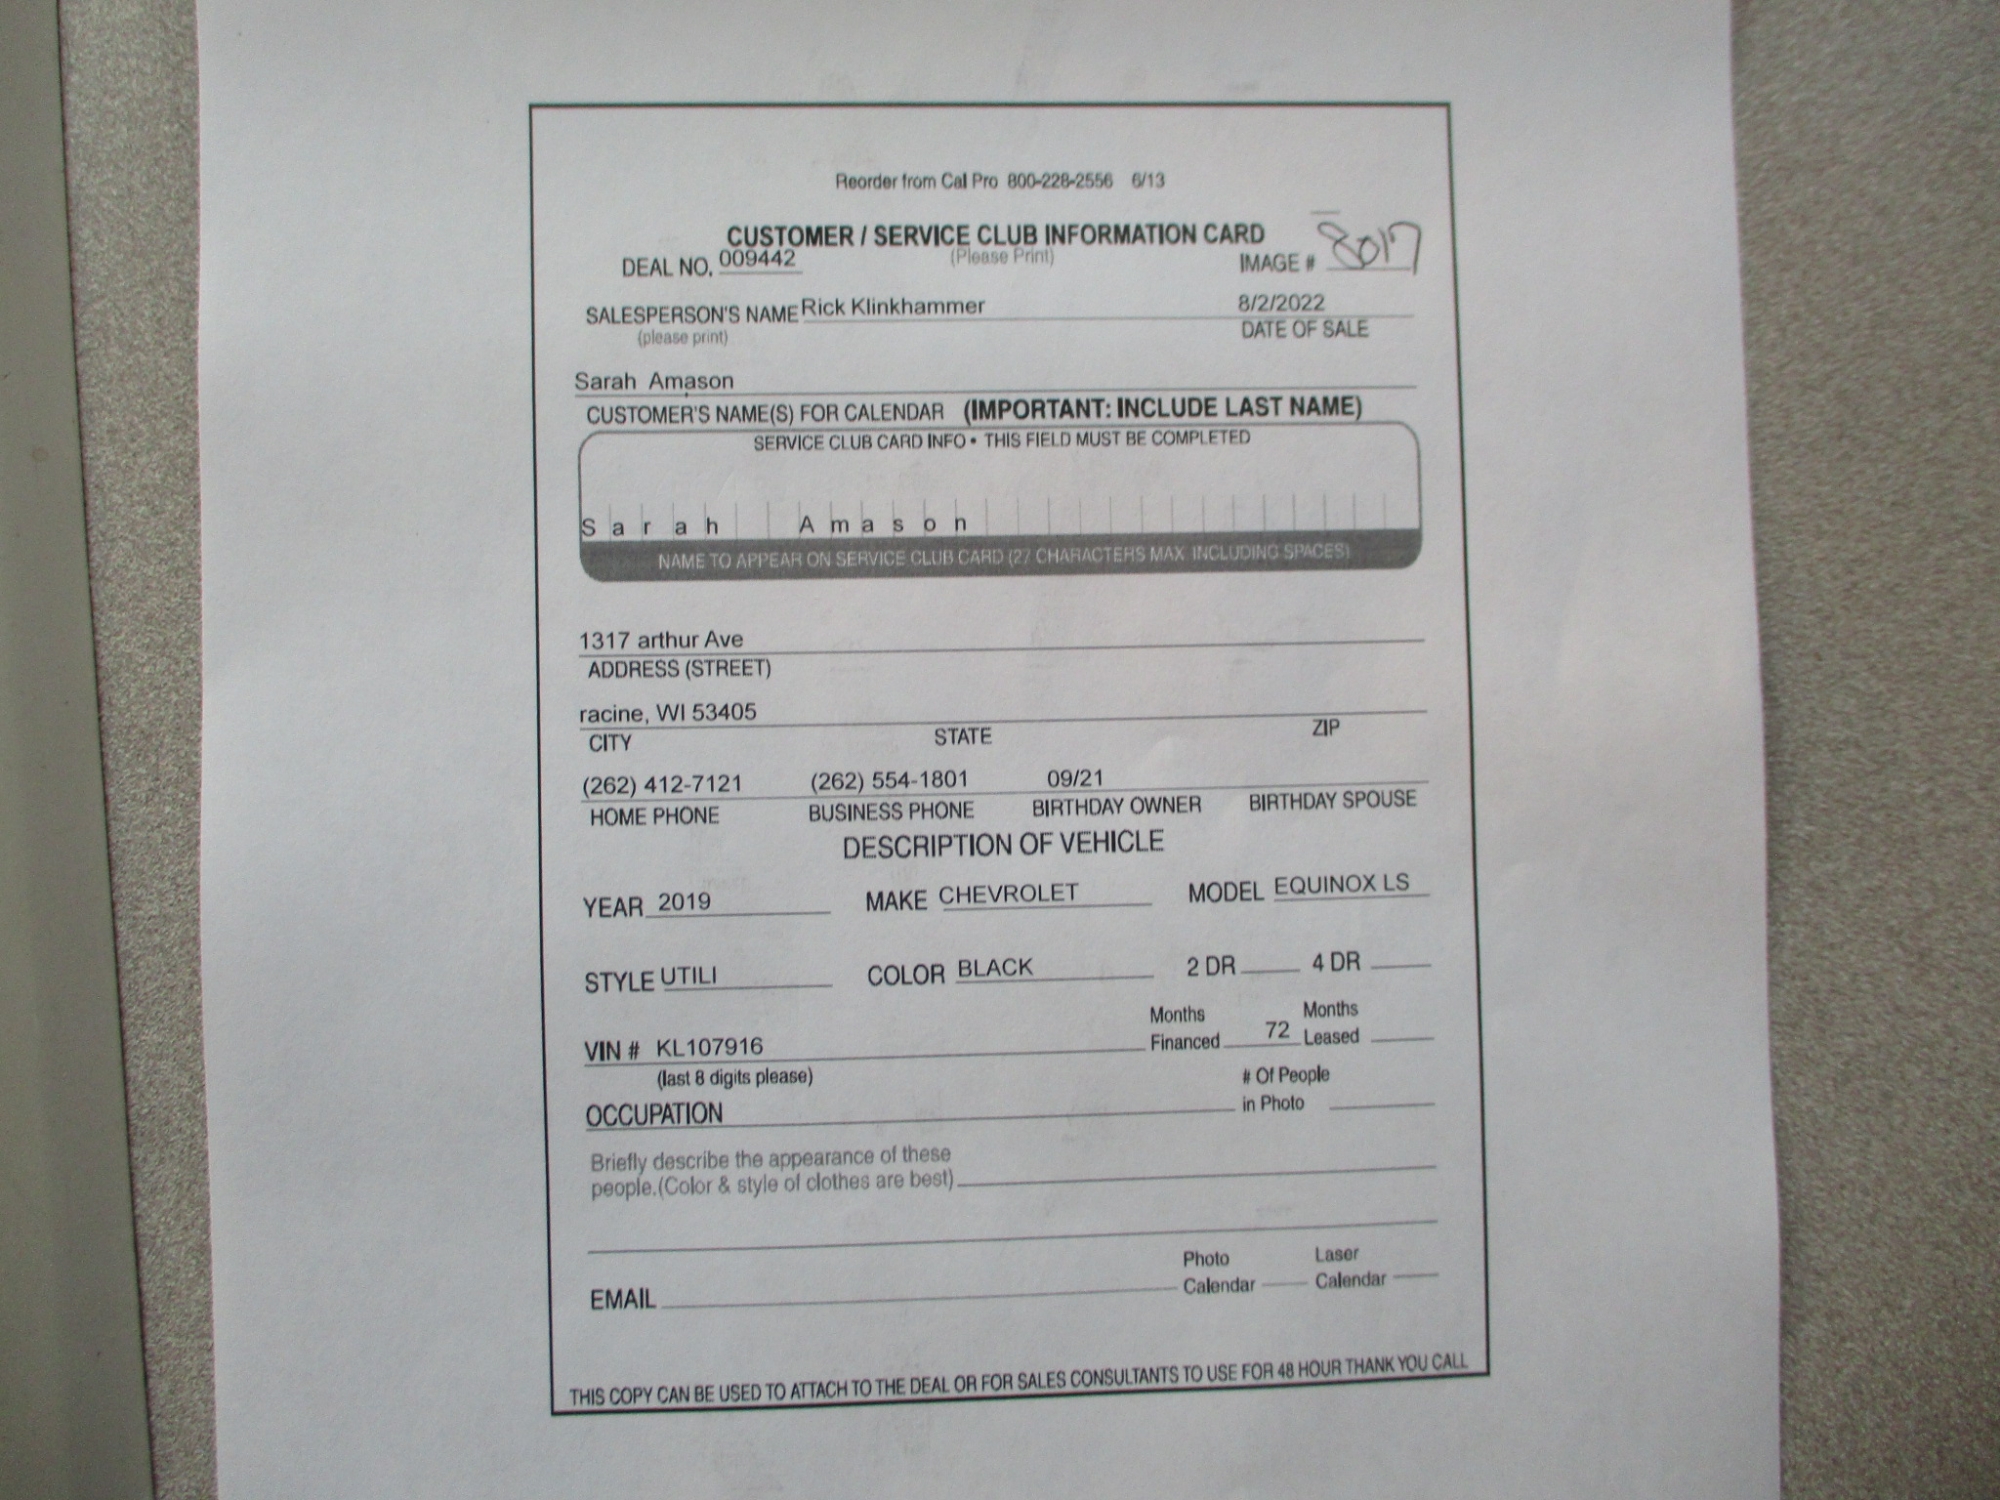 Reorder from Cal Pro 800-228-2556 6/13
CUSTOMER / SERVICE CLUB INFORMATION CARD
(Please Print)
DEAL NO. 009442 IMAGE # 8017
SALESPERSON'S NAME Rick Klinkhammer 8/2/2022
(please print) DATE OF SALE
Sarah Amason
CUSTOMER'S NAME(S) FOR CALENDAR (IMPORTANT: INCLUDE LAST NAME)
SERVICE CLUB CARD INFO • THIS FIELD MUST BE COMPLETED
Sarah Amason
NAME TO APPEAR ON SERVICE CLUB CARD (27 CHARACTERS MAX INCLUDING SPACES)
1317 arthur Ave
ADDRESS (STREET)
racine, WI 53405
CITY STATE ZIP
(262) 412-7121 (262) 554-1801 09/21
HOME PHONE BUSINESS PHONE BIRTHDAY OWNER BIRTHDAY SPOUSE
DESCRIPTION OF VEHICLE
YEAR 2019 MAKE CHEVROLET MODEL EQUINOX LS
STYLE UTILI COLOR BLACK 2 DR 4 DR
Months Months
VIN # KL107916 Financed 72 Leased
(last 8 digits please) # Of People
OCCUPATION in Photo
Briefly describe the appearance of these
people.(Color & style of clothes are best)
Photo Laser
EMAIL Calendar Calendar
THIS COPY CAN BE USED TO ATTACH TO THE DEAL OR FOR SALES CONSULTANTS TO USE FOR 48 HOUR THANK YOU CALL